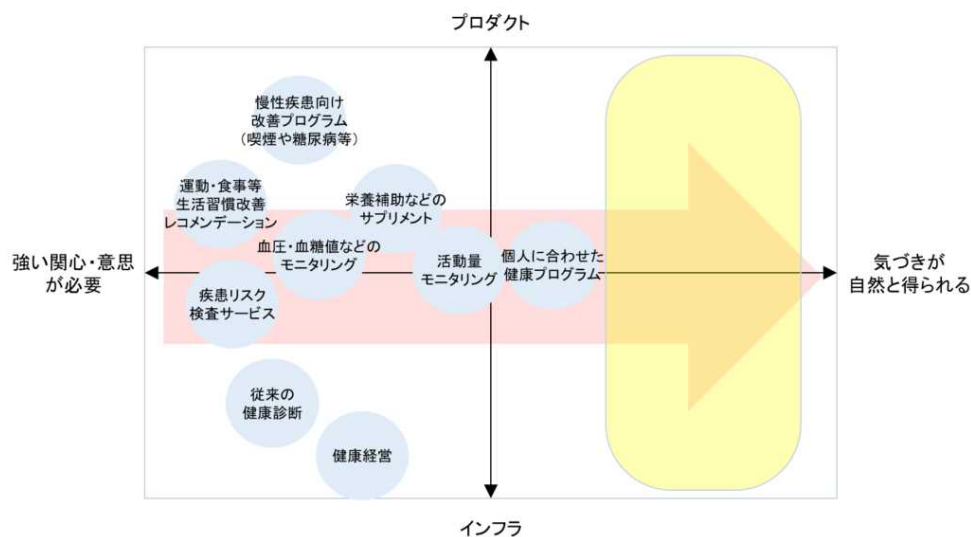 プロダクト
慢性疾患向け
改善プログラム
(喫煙や糖尿病等)
運動・食事等
生活習慣改善
レコメンデーション
栄養補助などの
サプリメント
血圧・血糖値などの
モニタリング
活動量
モニタリング
個人に合わせた
健康プログラム
強い関心・意思
が必要
気づきが
自然と得られる
疾患リスク
検査サービス
従来の
健康診断
健康経営
インフラ